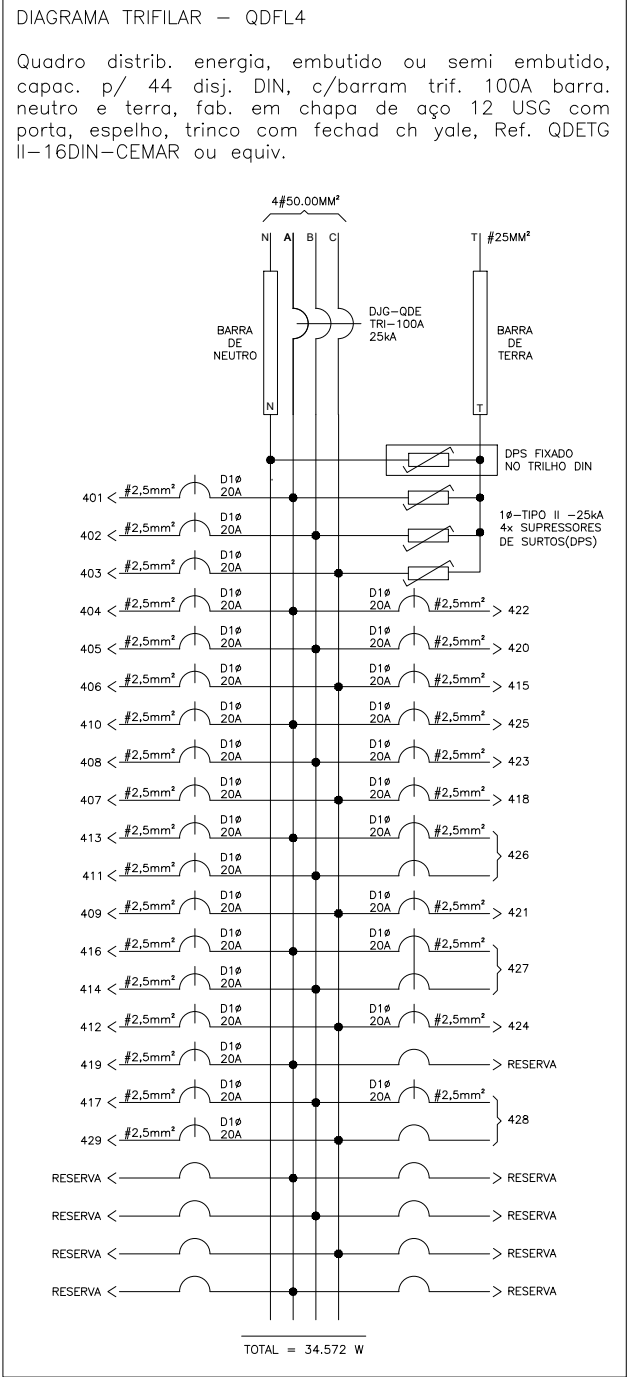 DIAGRAMA TRIFILAR – QDFL4
Quadro distrib. energia, embutido ou semi embutido,
capac. p/ 44 disj. DIN, c/barram trif. 100A barra.
neutro e terra, fab. em chapa de aço 12 USG com
porta, espelho, trinco com fechad ch yale, Ref. QDETG
II–16DIN–CEMAR ou equiv.
4#50.00MM²
N A B C
T #25MM²
BARRA
DE
NEUTRO
DJG–QDE
TRI–100A
25kA
BARRA
DE
TERRA
N
T
DPS FIXADO
NO TRILHO DIN
1ø–TIPO II –25kA
4x SUPRESSORES
DE SURTOS(DPS)
401 < #2,5mm² D1ø 20A
402 < #2,5mm² D1ø 20A
403 < #2,5mm² D1ø 20A
404 < #2,5mm² D1ø 20A D1ø 20A #2,5mm² > 422
405 < #2,5mm² D1ø 20A D1ø 20A #2,5mm² > 420
406 < #2,5mm² D1ø 20A D1ø 20A #2,5mm² > 415
410 < #2,5mm² D1ø 20A D1ø 20A #2,5mm² > 425
408 < #2,5mm² D1ø 20A D1ø 20A #2,5mm² > 423
407 < #2,5mm² D1ø 20A D1ø 20A #2,5mm² > 418
413 < #2,5mm² D1ø 20A D1ø 20A #2,5mm²
426
411 < #2,5mm² D1ø 20A
409 < #2,5mm² D1ø 20A D1ø 20A #2,5mm² > 421
416 < #2,5mm² D1ø 20A D1ø 20A #2,5mm²
427
414 < #2,5mm² D1ø 20A
412 < #2,5mm² D1ø 20A D1ø 20A #2,5mm² > 424
419 < #2,5mm² D1ø 20A > RESERVA
417 < #2,5mm² D1ø 20A D1ø 20A #2,5mm²
428
429 < #2,5mm² D1ø 20A
RESERVA < > RESERVA
RESERVA < > RESERVA
RESERVA < > RESERVA
RESERVA < > RESERVA
TOTAL = 34.572 W